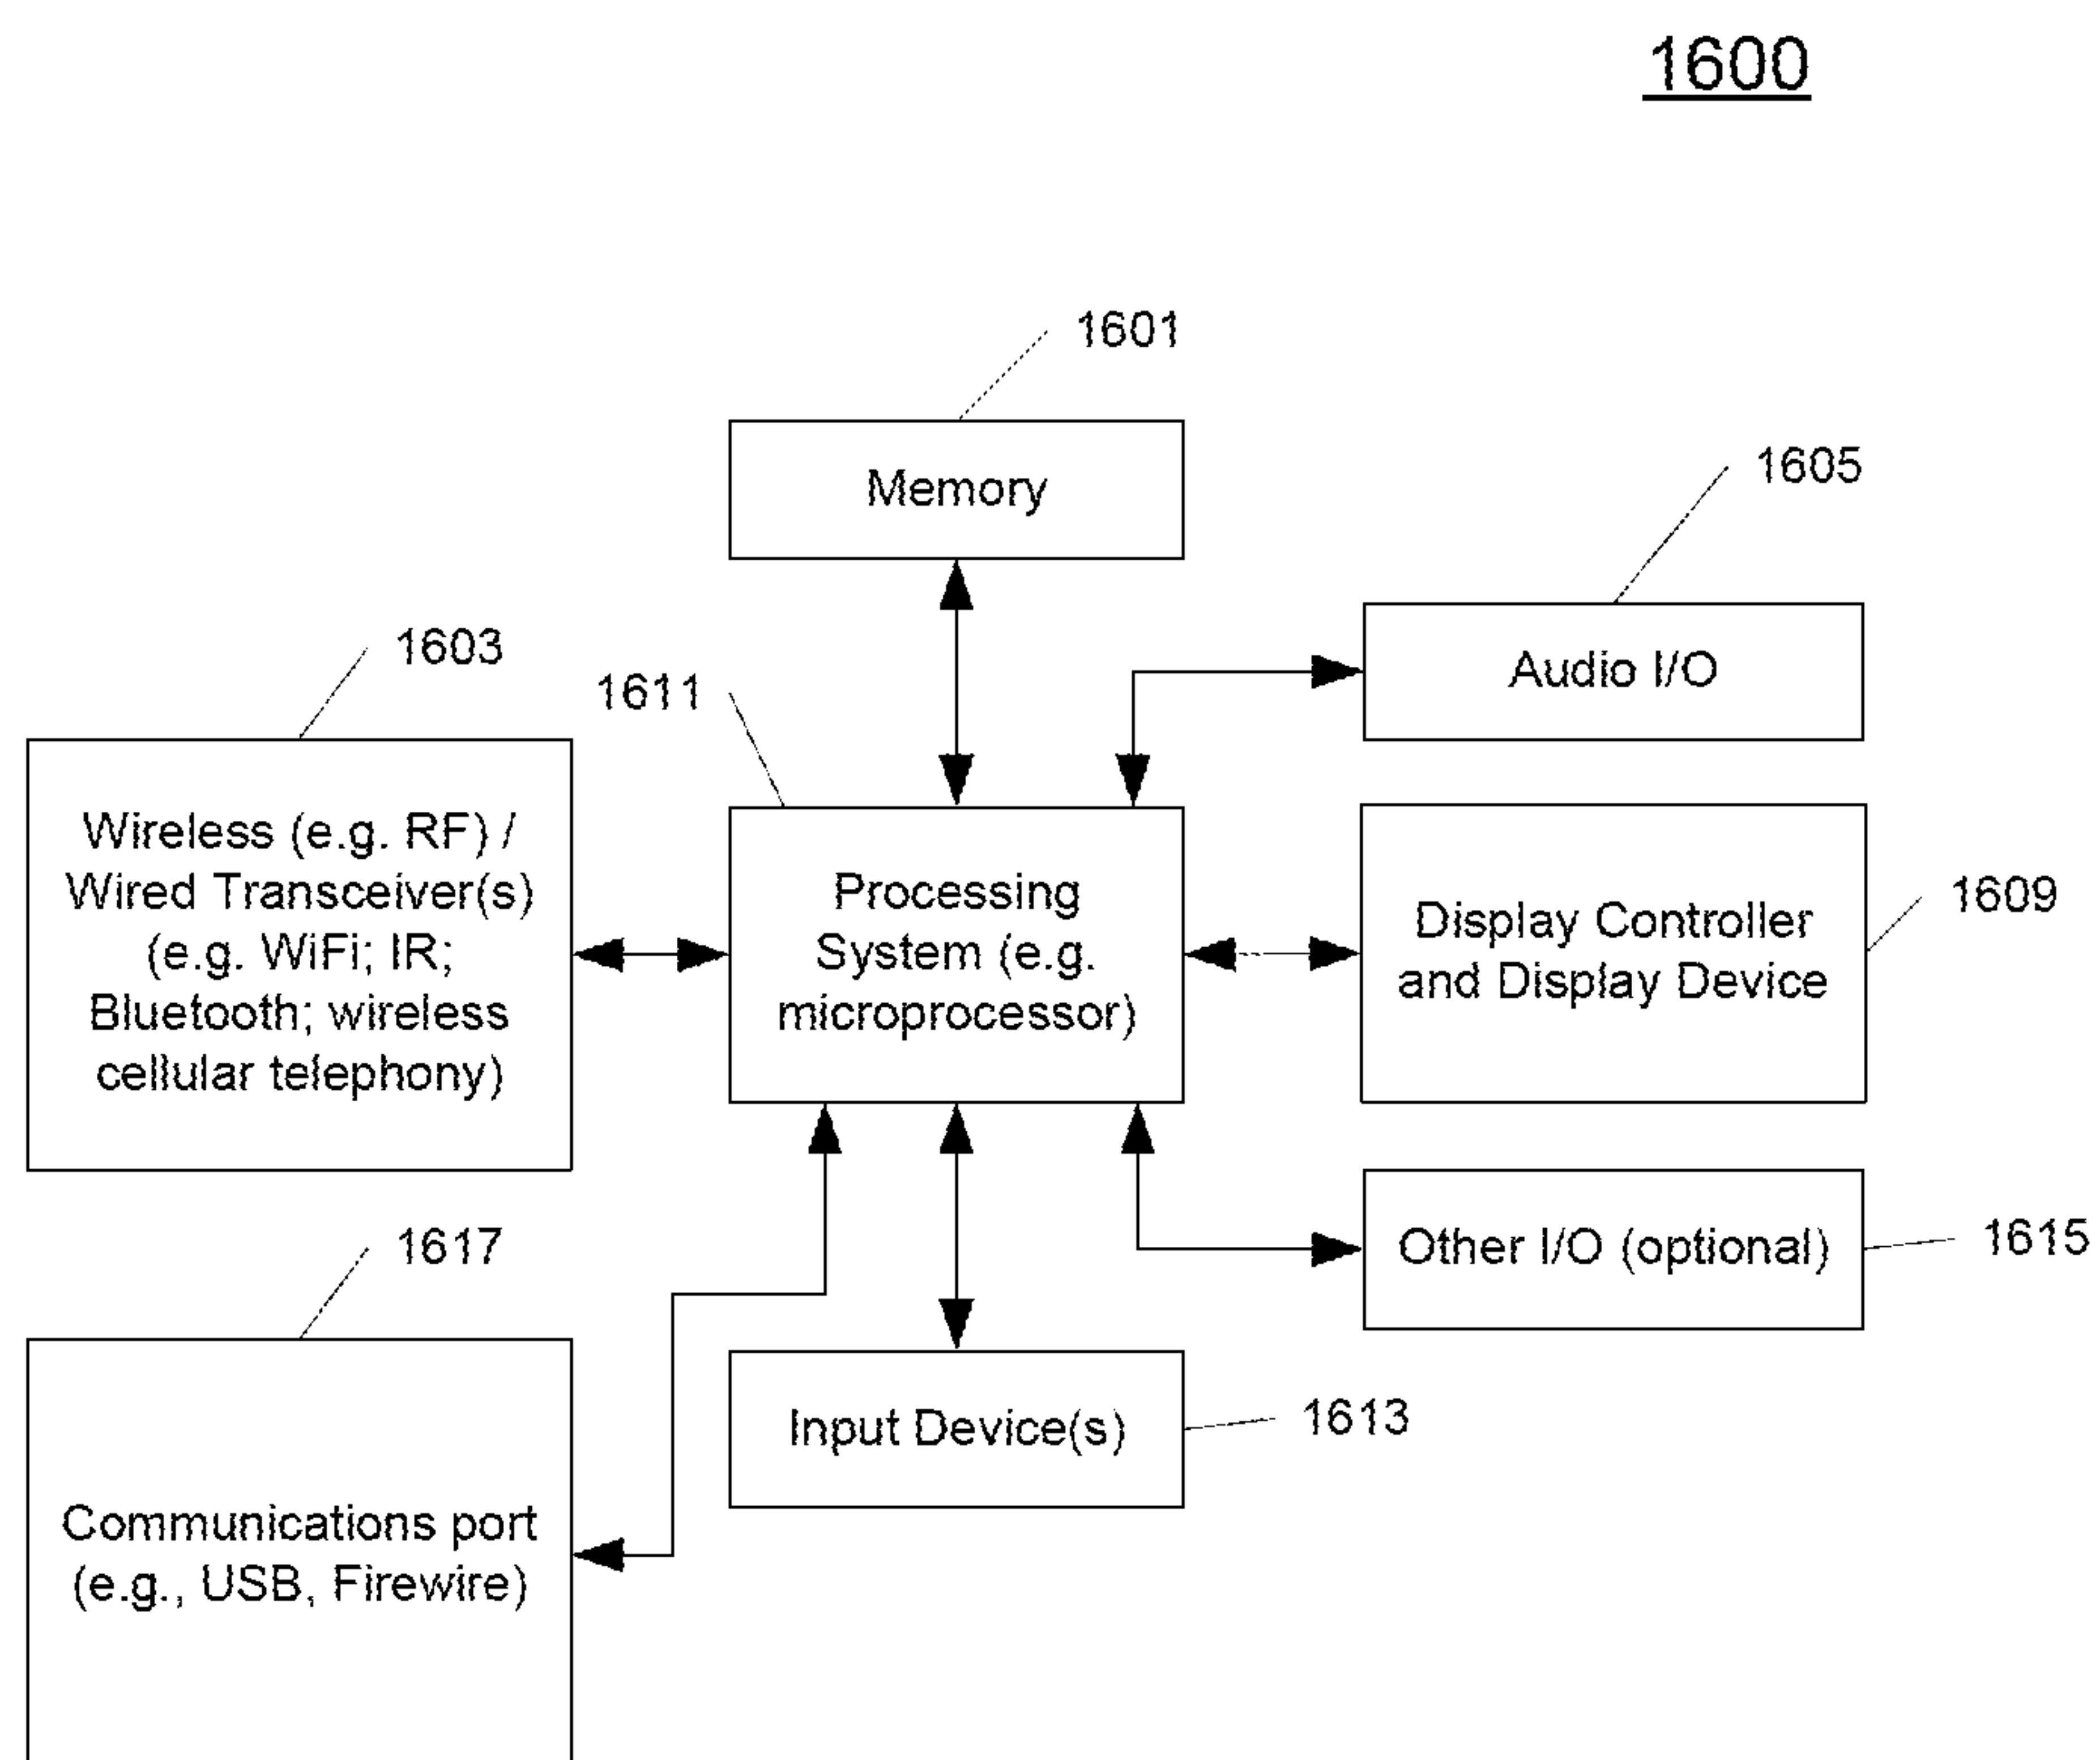 1600
1601
Memory
1605
Audio I/O
1603
1611
Wireless (e.g. RF) /
Wired Transceiver(s)
(e.g. WiFi; IR;
Bluetooth; wireless
cellular telephony)
Processing
System (e.g.
microprocessor)
1609
Display Controller
and Display Device
1617
Other I/O (optional)
1615
Input Device(s)
1613
Communications port
(e.g., USB, Firewire)